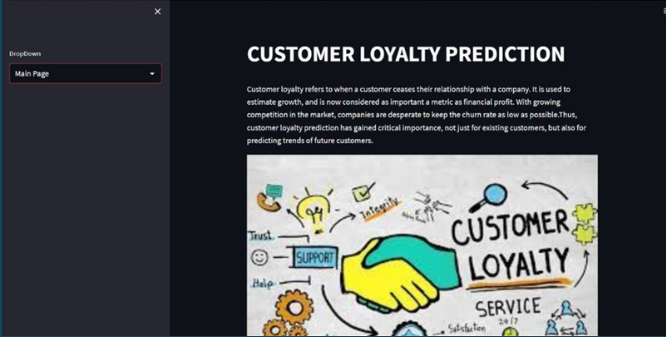 DropDown
Main Page
CUSTOMER LOYALTY PREDICTION
Customer loyalty refers to when a customer ceases their relationship with a company. It is used to
estimate growth, and is now considered as important a metric as financial profit. With growing
competition in the market, companies are desperate to keep the churn rate as low as possible.Thus,
customer loyalty prediction has gained critical importance, not just for existing customers, but also for
predicting trends of future customers.
Integrity
CUSTOMER
Trust
SUPPORT
LOYALTY
Help
SERVICE
24/7
Satisfaction